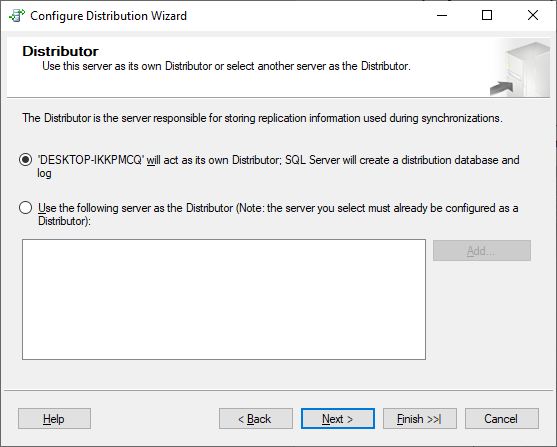 Configure Distribution Wizard
Distributor
Use this server as its own Distributor or select another server as the Distributor.
The Distributor is the server responsible for storing replication information used during synchronizations.
'DESKTOP-IKKPMCQ' will act as its own Distributor; SQL Server will create a distribution database and
log
Use the following server as the Distributor (Note: the server you select must already be configured as a
Distributor):
Add...
Help
< Back
Next >
Finish >>|
Cancel